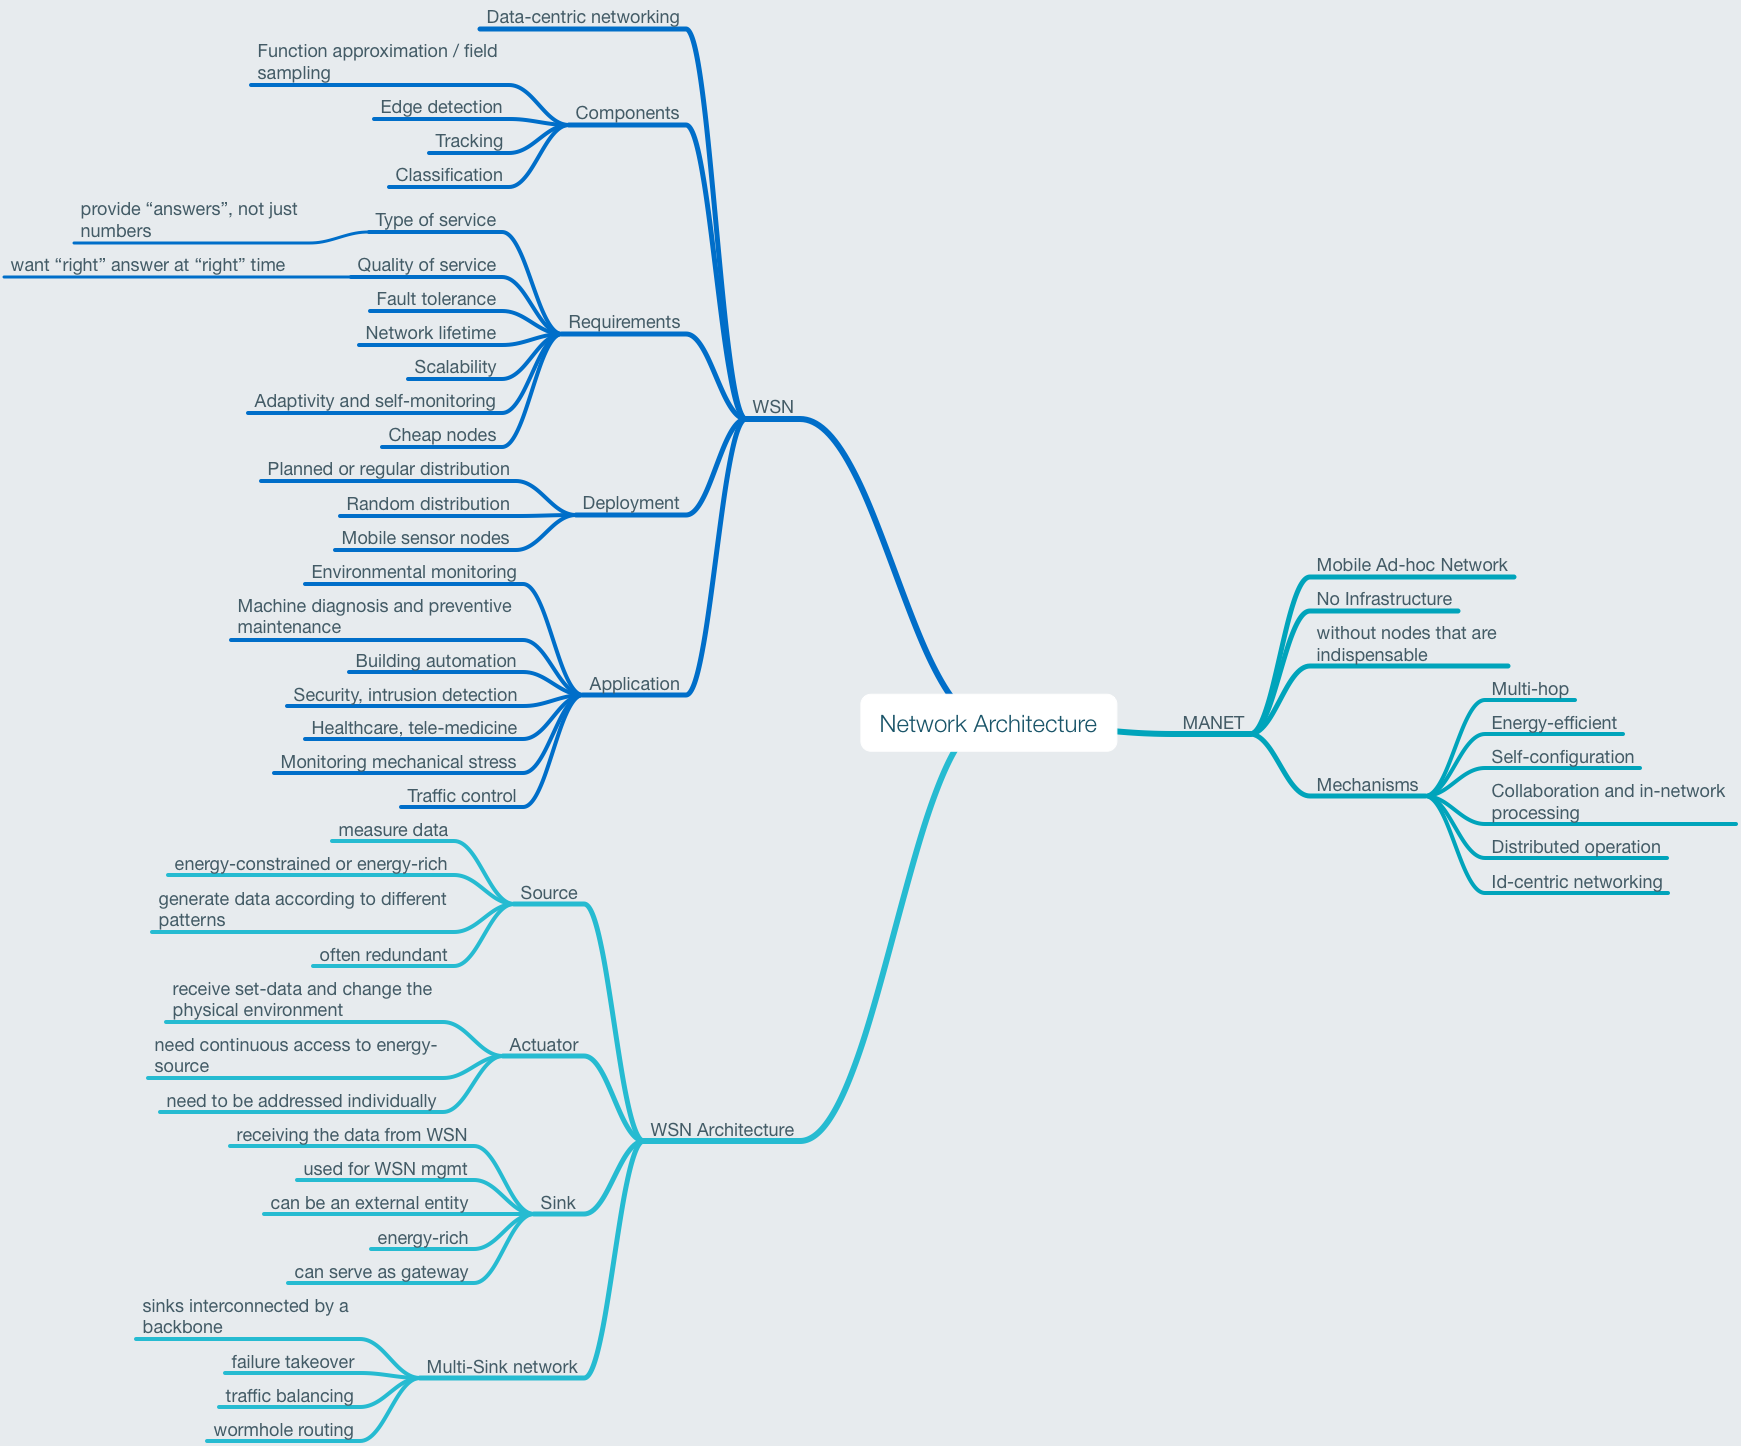 Data-centric networking
Function approximation / field
sampling
Edge detection
Components
Tracking
Classification
provide “answers”, not just
numbers
Type of service
want “right” answer at “right” time
Quality of service
Fault tolerance
Requirements
Network lifetime
Scalability
Adaptivity and self-monitoring
Cheap nodes
WSN
Planned or regular distribution
Random distribution
Deployment
Mobile sensor nodes
Environmental monitoring
Machine diagnosis and preventive
maintenance
Building automation
Security, intrusion detection
Application
Healthcare, tele-medicine
Monitoring mechanical stress
Traffic control
Network Architecture
MANET
Mobile Ad-hoc Network
No Infrastructure
without nodes that are
indispensable
Mechanisms
Multi-hop
Energy-efficient
Self-configuration
Collaboration and in-network
processing
Distributed operation
Id-centric networking
measure data
energy-constrained or energy-rich
Source
generate data according to different
patterns
often redundant
receive set-data and change the
physical environment
Actuator
need continuous access to energy-
source
need to be addressed individually
WSN Architecture
receiving the data from WSN
used for WSN mgmt
can be an external entity
Sink
energy-rich
can serve as gateway
sinks interconnected by a
backbone
failure takeover
Multi-Sink network
traffic balancing
wormhole routing